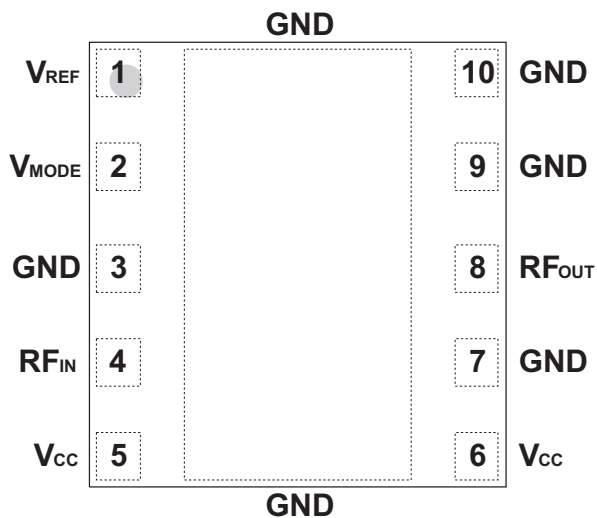 GND
VREF 1 10 GND
VMODE 2 9 GND
GND 3 8 RFOUT
RFIN 4 7 GND
Vcc 5 6 Vcc
GND